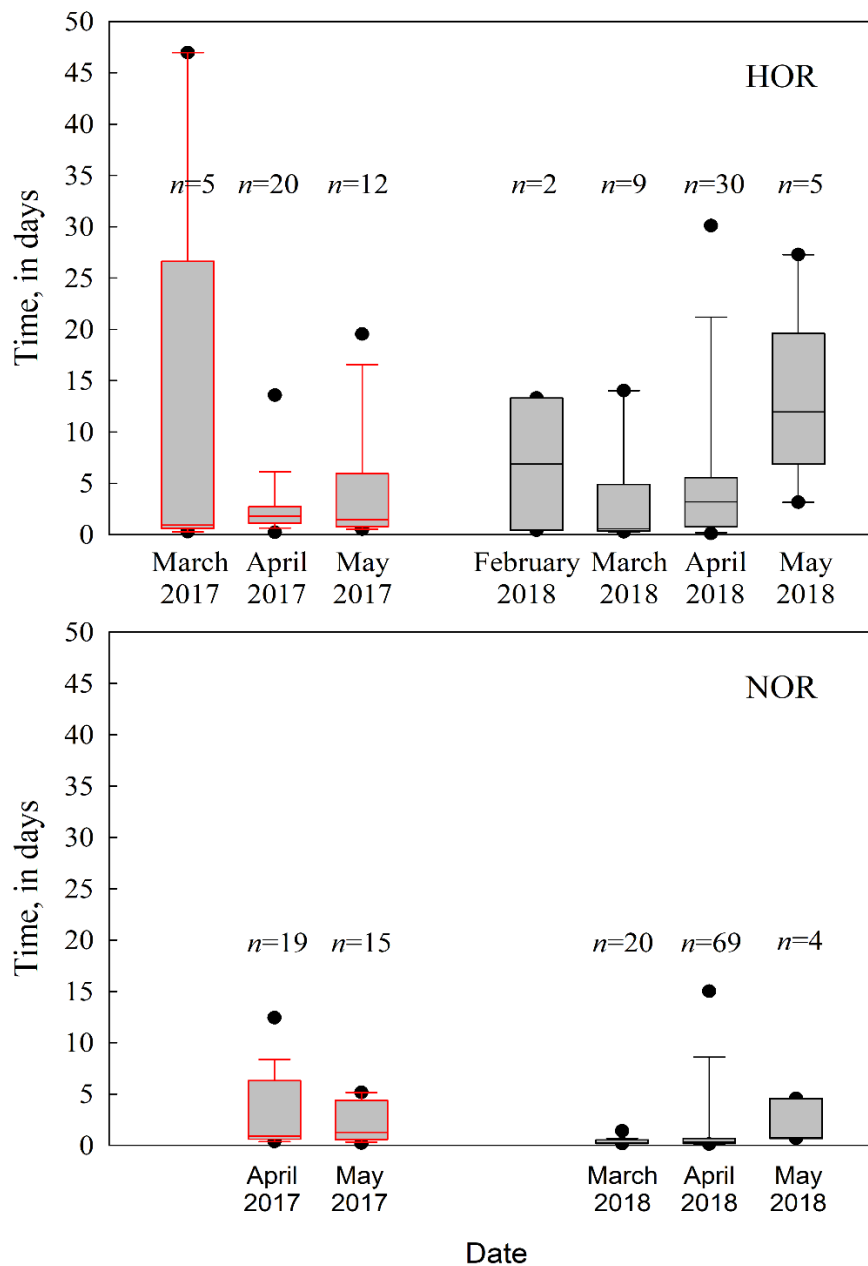 50
45
40
35
30
25
20
15
10
5
0
Time, in days
HOR
n=5 n=20 n=12 n=2 n=9 n=30 n=5
March April May February March April May
2017 2017 2017 2018 2018 2018 2018
50
45
40
35
30
25
20
15
10
5
0
Time, in days
NOR
n=19 n=15 n=20 n=69 n=4
April May March April May
2017 2017 2018 2018 2018
Date